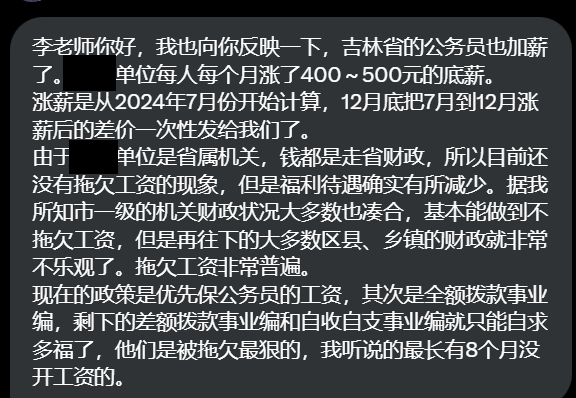 李老师你好，我也向你反映一下，吉林省的公务员也加薪
了。单位每人每个月涨了400～500元的底薪。
涨薪是从2024年7月份开始计算，12月底把7月到12月涨
薪后的差价一次性发给我们了。
由于单位是省属机关，钱都是走省财政，所以目前还
没有拖欠工资的现象，但是福利待遇确实有所减少。据我
所知市一级的机关财政状况大多数也凑合，基本能做到不
拖欠工资，但是再往下的大多数区县、乡镇的财政就非常
不乐观了。拖欠工资非常普遍。
现在的政策是优先保公务员的工资，其次是全额拨款事业
编，剩下的差额拨款事业编和自收自支事业编就只能自求
多福了，他们是被拖欠最狠的，我听说的最长有8个月没
开工资的。